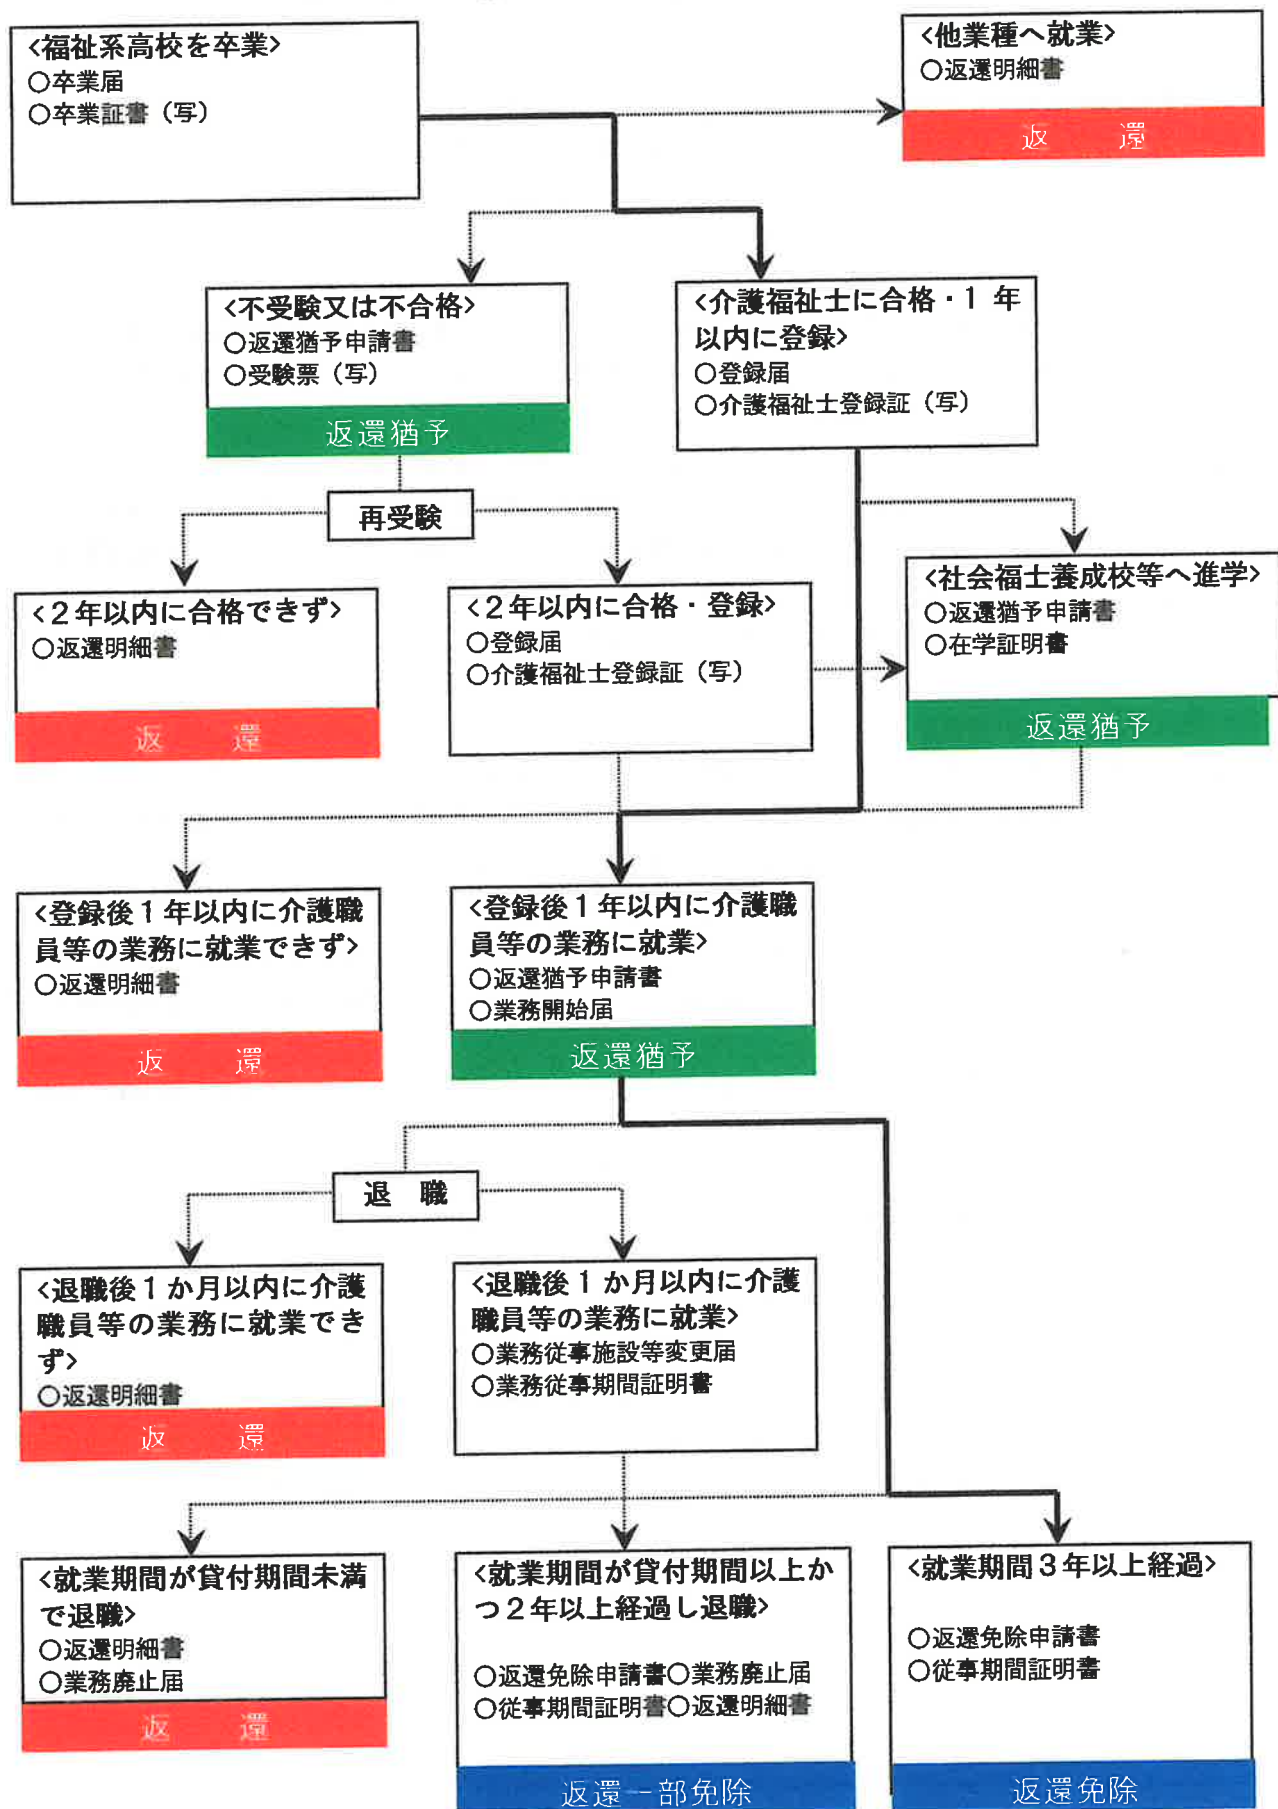 <福祉系高校を卒業>
○卒業届
○卒業証書（写）
<他業種へ就業>
○返還明細書
返　還
<不受験又は不合格>
○返還猶予申請書
○受験票（写）
返還猶予
<介護福祉士に合格・1 年
以内に登録>
○登録届
○介護福祉士登録証（写）
再受験
<２年以内に合格できず>
○返還明細書
返　還
<２年以内に合格・登録>
○登録届
○介護福祉士登録証（写）
<社会福士養成校等へ進学>
○返還猶予申請書
○在学証明書
返還猶予
<登録後１年以内に介護職
員等の業務に就業できず>
○返還明細書
返　還
<登録後１年以内に介護職
員等の業務に就業>
○返還猶予申請書
○業務開始届
返還猶予
退　職
<退職後１か月以内に介護
職員等の業務に就業でき
ず>
○返還明細書
返　還
<退職後１か月以内に介護
職員等の業務に就業>
○業務従事施設等変更届
○業務従事期間証明書
<就業期間が貸付期間未満
で退職>
○返還明細書
○業務廃止届
返　還
<就業期間が貸付期間以上か
つ２年以上経過し退職>
○返還免除申請書○業務廃止届
○従事期間証明書○返還明細書
返還一部免除
<就業期間３年以上経過>
○返還免除申請書
○従事期間証明書
返還免除